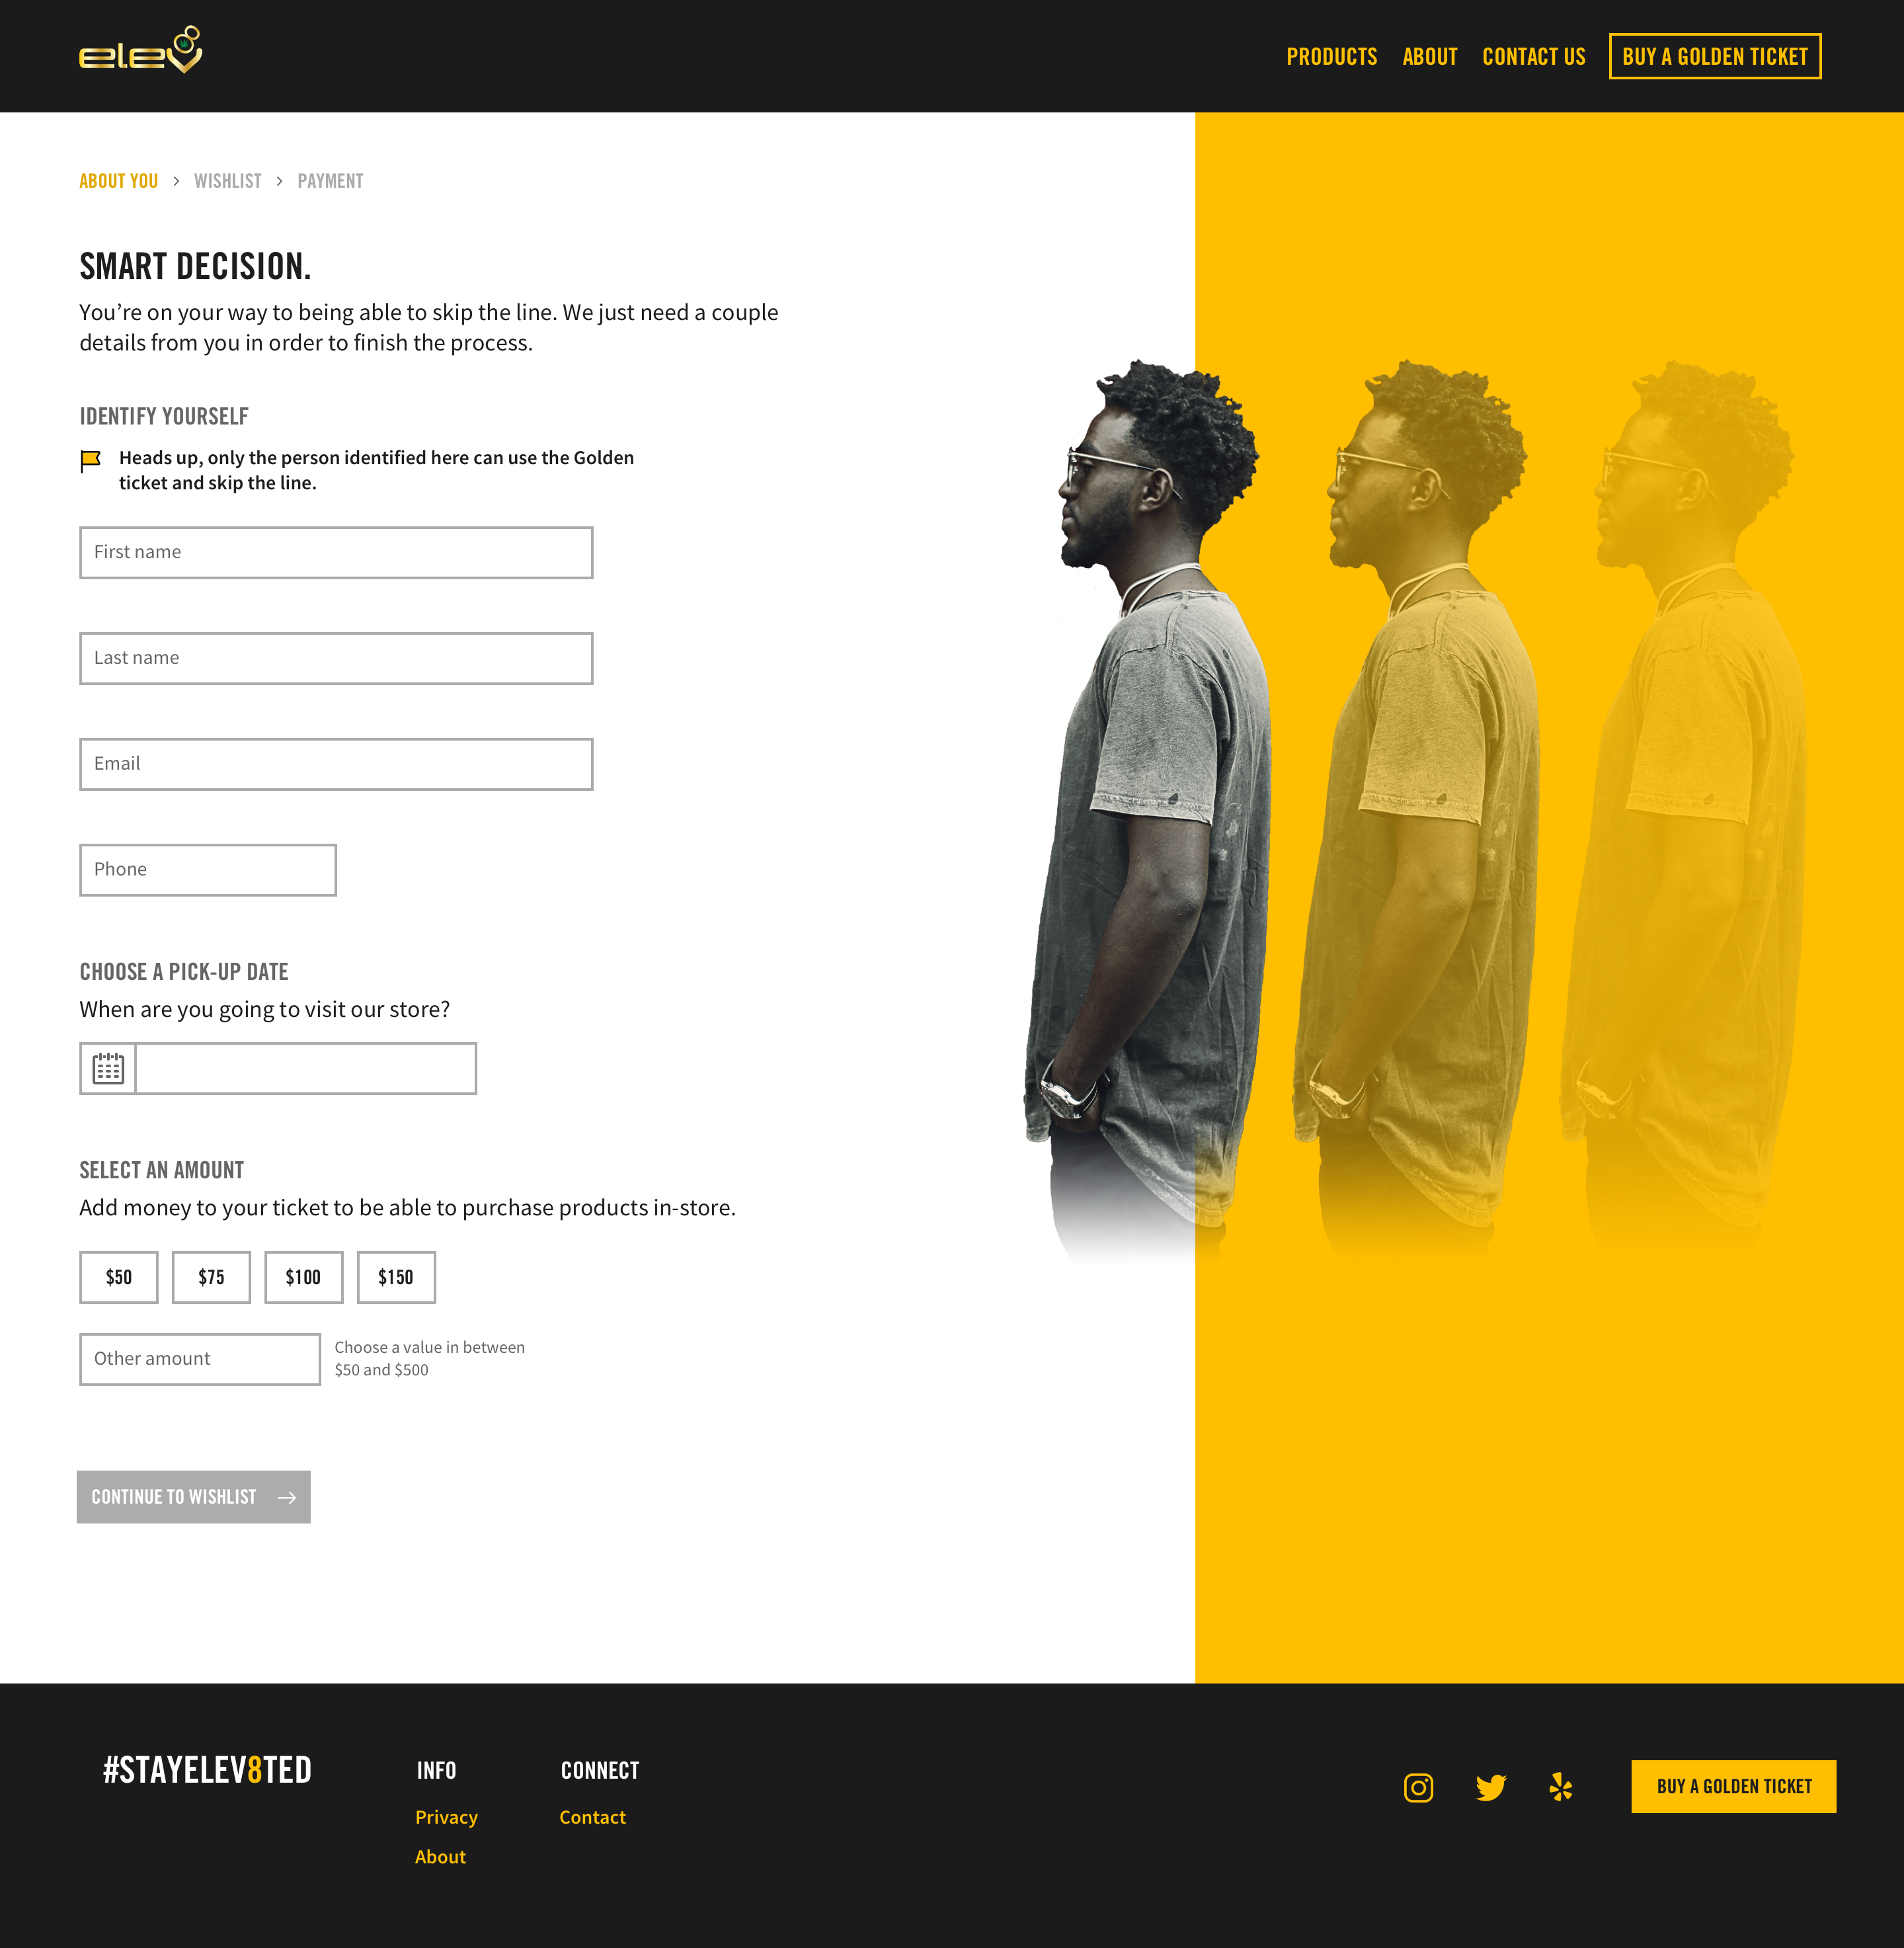 elev8
PRODUCTS ABOUT CONTACT US BUY A GOLDEN TICKET
ABOUT YOU > WISHLIST > PAYMENT
SMART DECISION.
You’re on your way to being able to skip the line. We just need a couple
details from you in order to finish the process.
IDENTIFY YOURSELF
Heads up, only the person identified here can use the Golden
ticket and skip the line.
First name
Last name
Email
Phone
CHOOSE A PICK-UP DATE
When are you going to visit our store?
SELECT AN AMOUNT
Add money to your ticket to be able to purchase products in-store.
$50 $75 $100 $150
Other amount
Choose a value in between
$50 and $500
CONTINUE TO WISHLIST →
#STAYELEV8TED
INFO
Privacy
About
CONNECT
Contact
BUY A GOLDEN TICKET